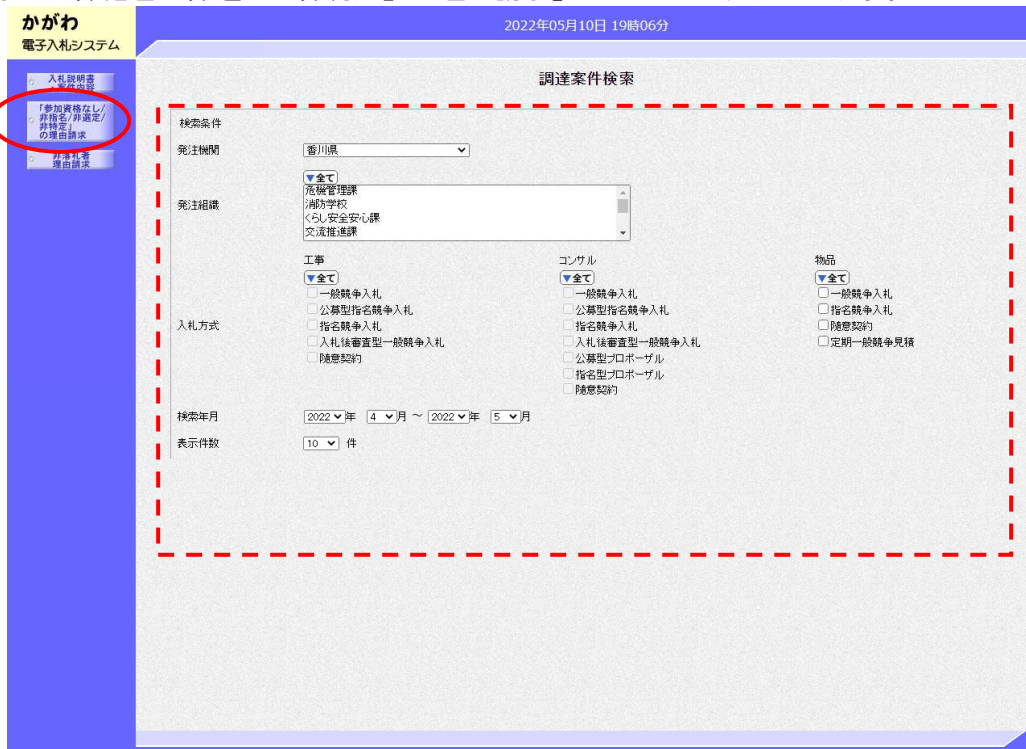 かがわ
電子入札システム
2022年05月10日 19時06分
入札説明書
・案件内容
「参加資格なし/
非指名/非選定/
非特定」
の理由請求
非落札者
理由請求
調達案件検索
検索条件
発注機関
香川県
発注組織
▼全て
危機管理課
消防学校
くらし安全安心課
交流推進課
入札方式
工事
▼全て
一般競争入札
公募型指名競争入札
指名競争入札
入札後審査型一般競争入札
随意契約
コンサル
▼全て
一般競争入札
公募型指名競争入札
指名競争入札
入札後審査型一般競争入札
公募型プロポーザル
指名型プロポーザル
随意契約
物品
▼全て
一般競争入札
指名競争入札
随意契約
定期一般競争見積
検索年月
2022 年 4 月 ～ 2022 年 5 月
表示件数
10 件